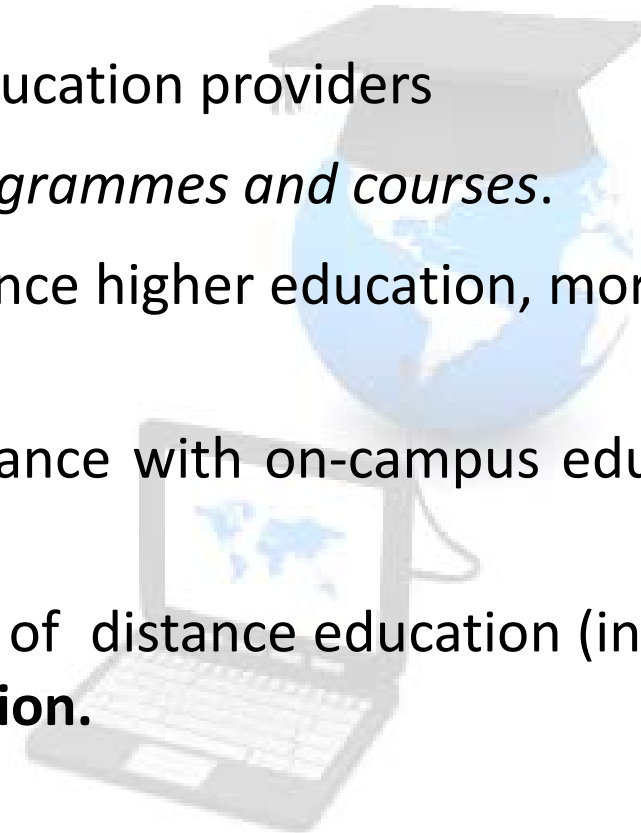 ucation providers
grammes and courses.
nce higher education, mor
ance with on-campus edu
of distance education (in
ion.